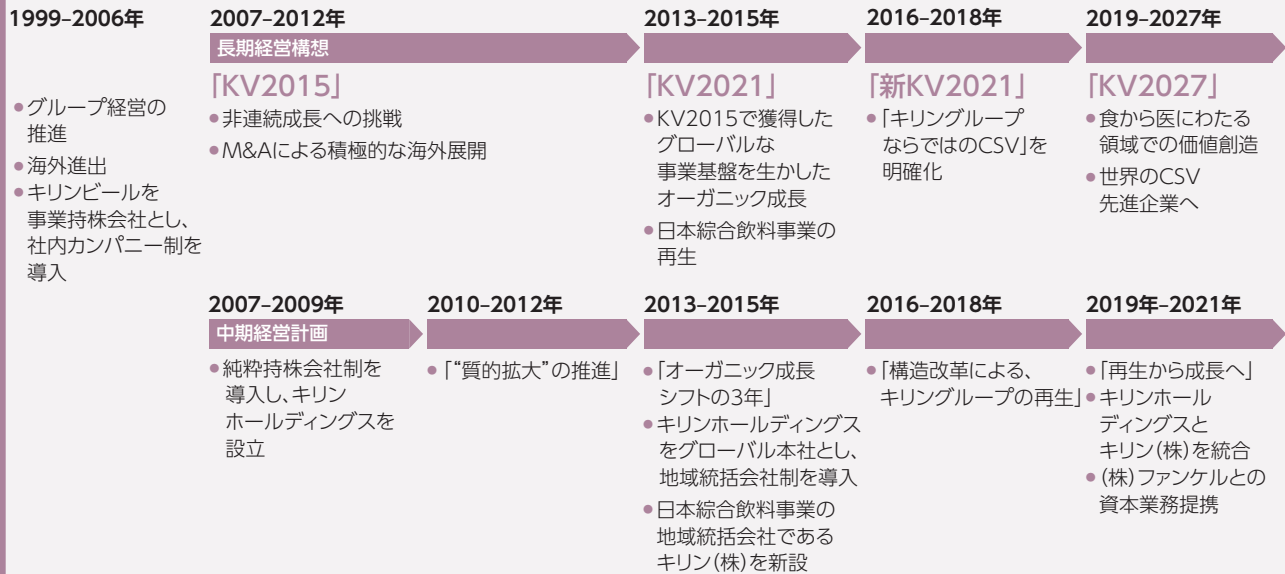 1999–2006年
●グループ経営の
推進
●海外進出
●キリンビールを
事業持株会社とし、
社内カンパニー制を
導入
2007–2012年
長期経営構想
「KV2015」
●非連続成長への挑戦
●M&Aによる積極的な海外展開
2013–2015年
「KV2021」
●KV2015で獲得した
グローバルな
事業基盤を生かした
オーガニック成長
●日本綜合飲料事業の
再生
2016–2018年
「新KV2021」
●「キリングループ
ならではのCSV」を
明確化
2019–2027年
「KV2027」
●食から医にわたる
領域での価値創造
●世界のCSV
先進企業へ
2007–2009年
中期経営計画
●純粋持株会社制を
導入し、キリン
ホールディングスを
設立
2010–2012年
●「“質的拡大”の推進」
2013–2015年
●「オーガニック成長
シフトの3年」
●キリンホールディングス
をグローバル本社とし、
地域統括会社制を導入
●日本綜合飲料事業の
地域統括会社である
キリン(株)を新設
2016–2018年
●「構造改革による、
キリングループの再生」
2019年–2021年
●「再生から成長へ」
●キリンホール
ディングスと
キリン(株)を統合
●(株)ファンケルとの
資本業務提携